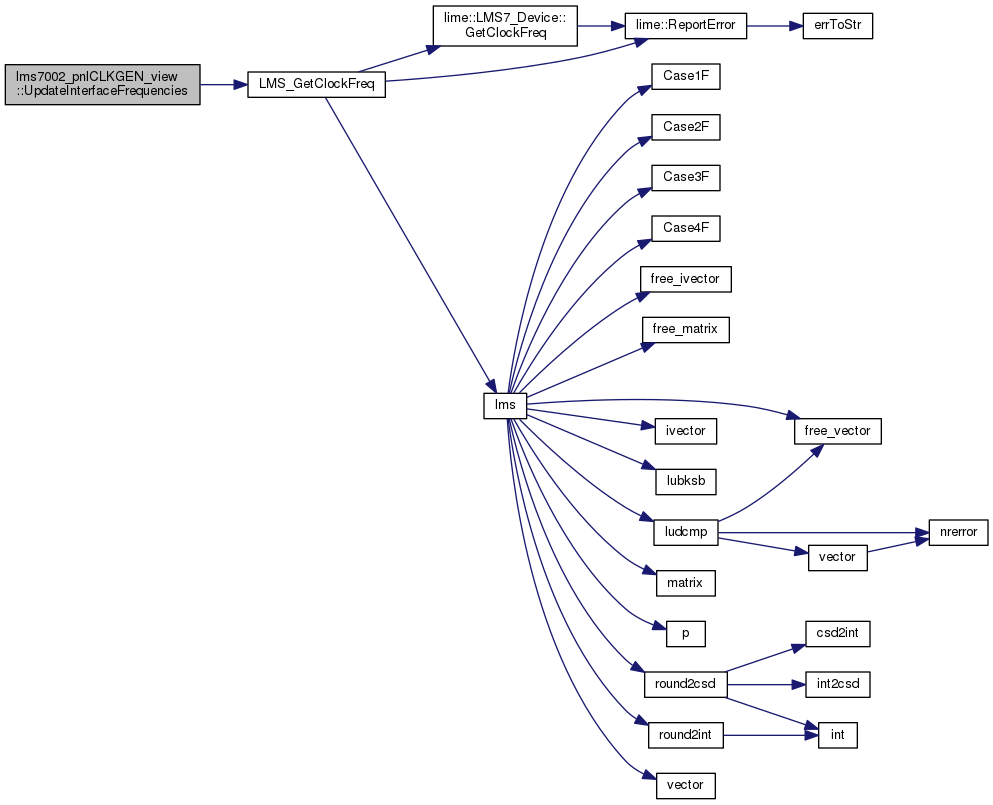 lms7002_pnlCLKGEN_view
::UpdateInterfaceFrequencies
LMS_GetClockFreq
lime::LMS7_Device::
GetClockFreq
lime::ReportError
errToStr
lms
Case1F
Case2F
Case3F
Case4F
free_ivector
free_matrix
free_vector
ivector
lubksb
ludcmp
nrerror
vector
matrix
p
csd2int
round2csd
int2csd
round2int
int
vector